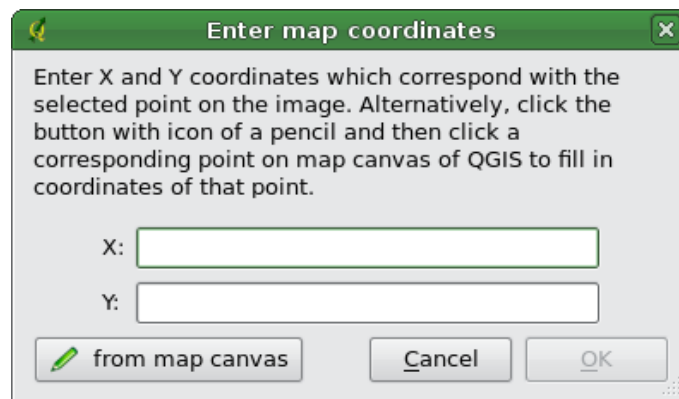 Enter map coordinates
Enter X and Y coordinates which correspond with the
selected point on the image. Alternatively, click the
button with icon of a pencil and then click a
corresponding point on map canvas of QGIS to fill in
coordinates of that point.
X:
Y:
from map canvas
Cancel
OK